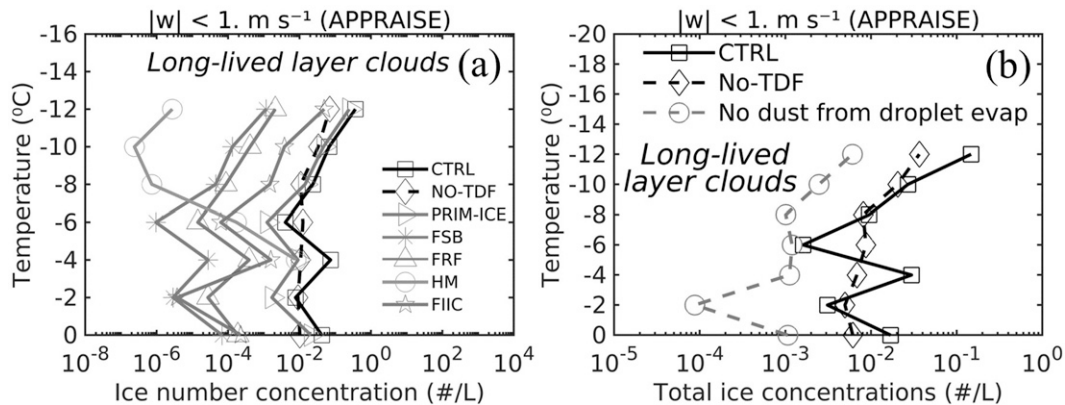 |w| < 1. m s⁻¹ (APPRAISE)
-16
-14
-12
-10
-8
-6
-4
-2
0
Temperature (⁰C)
Long-lived layer clouds (a)
CTRL
NO-TDF
PRIM-ICE
FSB
FRF
HM
FIIC
10⁻⁸ 10⁻⁶ 10⁻⁴ 10⁻² 10⁰ 10² 10⁴
Ice number concentration (#/L)
|w| < 1. m s⁻¹ (APPRAISE)
-20
-18
-16
-14
-12
-10
-8
-6
-4
-2
0
Temperature (⁰C)
CTRL (b)
No-TDF
No dust from droplet evap
Long-lived
layer clouds
10⁻⁵ 10⁻⁴ 10⁻³ 10⁻² 10⁻¹ 10⁰
Total ice concentrations (#/L)